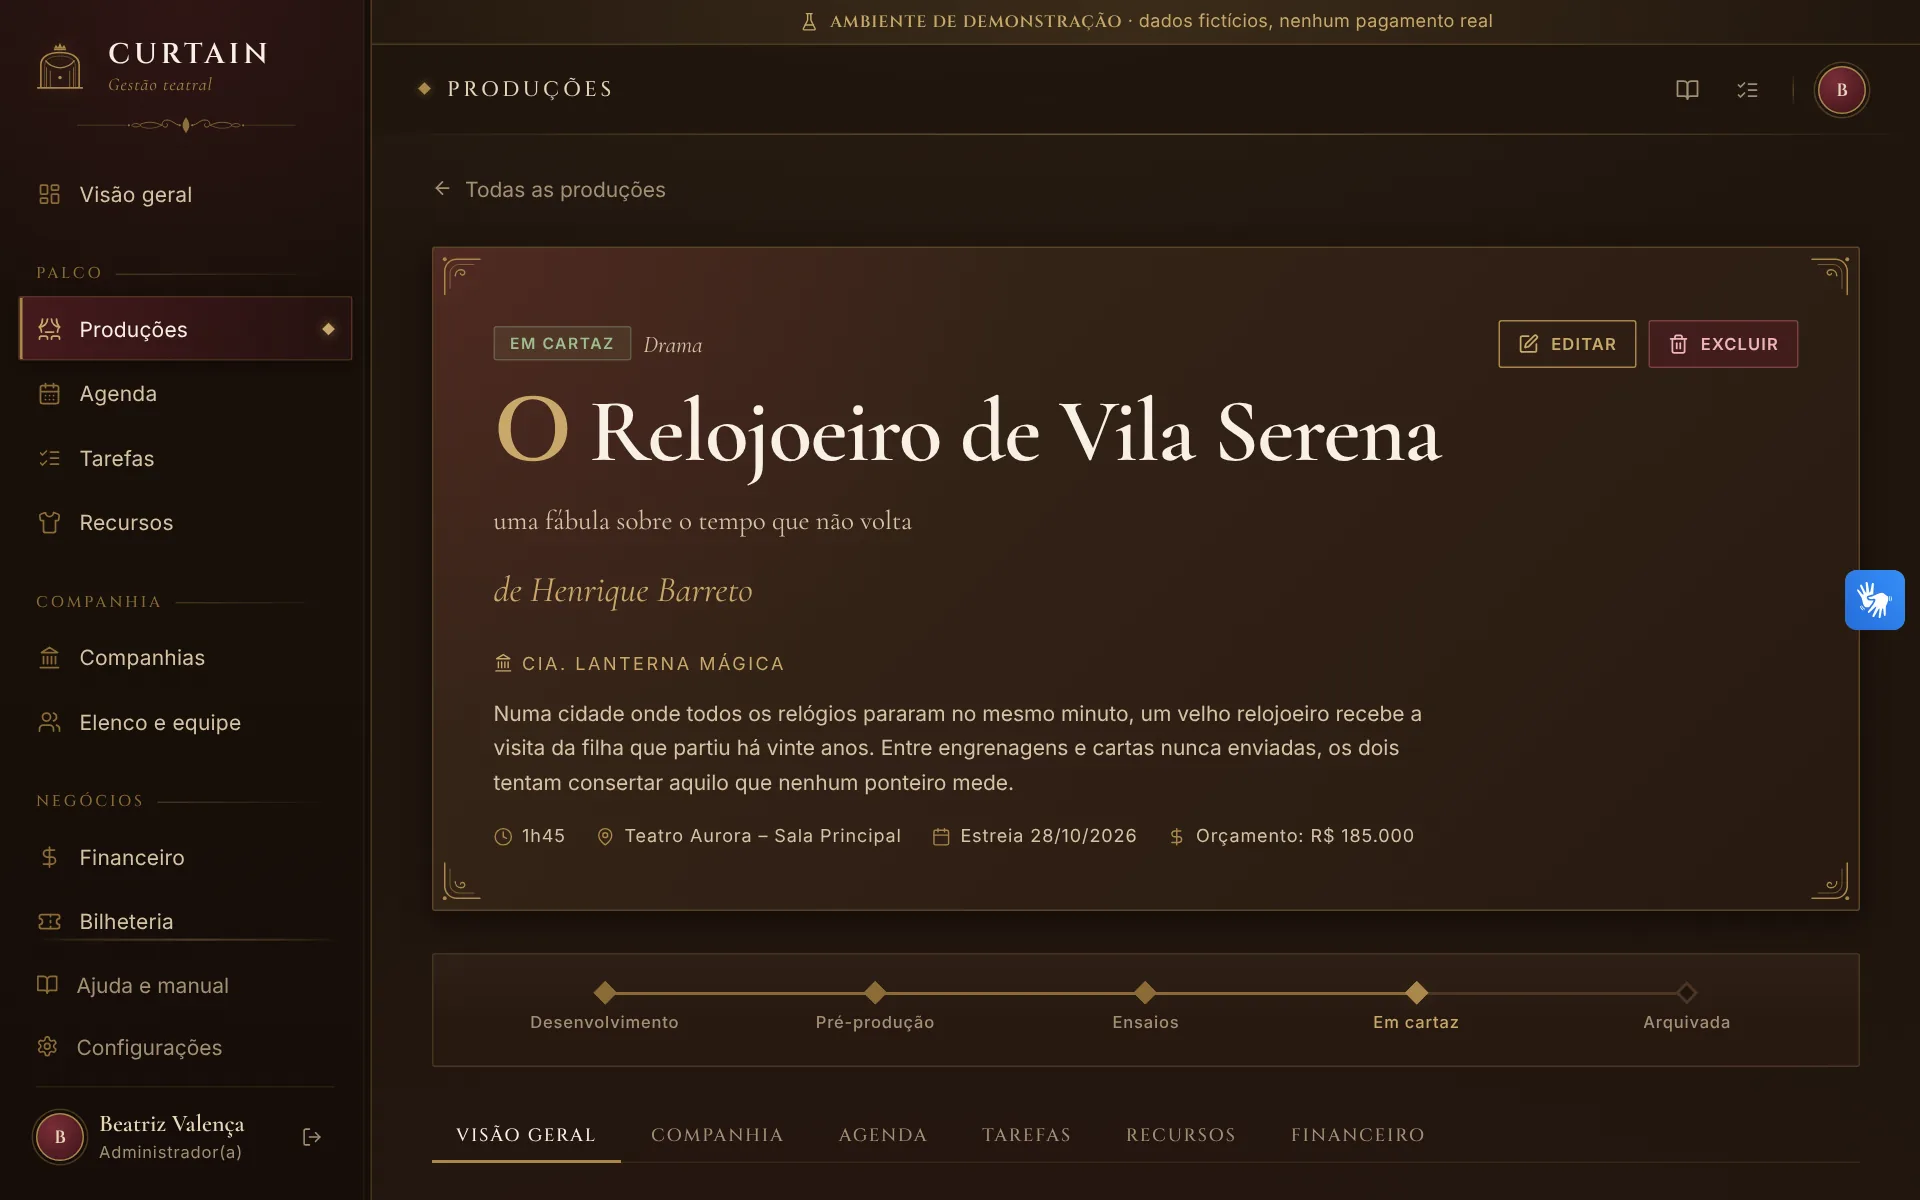 CURTAIN
Gestão teatral
Visão geral
PALCO
Produções
Agenda
Tarefas
Recursos
COMPANHIA
Companhias
Elenco e equipe
NEGÓCIOS
Financeiro
Bilheteria
Ajuda e manual
Configurações
B
Beatriz Valença
Administrador(a)
AMBIENTE DE DEMONSTRAÇÃO · dados fictícios, nenhum pagamento real
PRODUÇÕES
B
Todas as produções
EM CARTAZ Drama
EDITAR
EXCLUIR
O Relojoeiro de Vila Serena
uma fábula sobre o tempo que não volta
de Henrique Barreto
CIA. LANTERNA MÁGICA
Numa cidade onde todos os relógios pararam no mesmo minuto, um velho relojoeiro recebe a
visita da filha que partiu há vinte anos. Entre engrenagens e cartas nunca enviadas, os dois
tentam consertar aquilo que nenhum ponteiro mede.
1h45 Teatro Aurora – Sala Principal Estreia 28/10/2026 Orçamento: R$ 185.000
Desenvolvimento Pré-produção Ensaios Em cartaz Arquivada
VISÃO GERAL COMPANHIA AGENDA TAREFAS RECURSOS FINANCEIRO